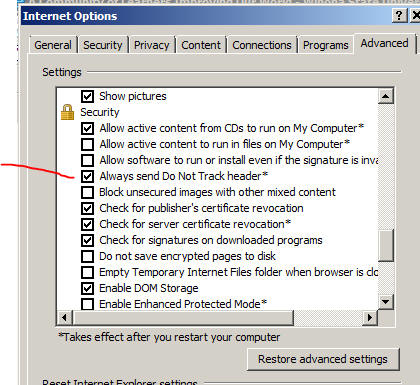 Internet Options
General Security Privacy Content Connections Programs Advanced
Settings
Show pictures
Security
Allow active content from CDs to run on My Computer*
Allow active content to run in files on My Computer*
Allow software to run or install even if the signature is inva
Always send Do Not Track header*
Block unsecured images with other mixed content
Check for publisher's certificate revocation
Check for server certificate revocation*
Check for signatures on downloaded programs
Do not save encrypted pages to disk
Empty Temporary Internet Files folder when browser is clo
Enable DOM Storage
Enable Enhanced Protected Mode*
*Takes effect after you restart your computer
Restore advanced settings
Reset Internet Explorer settings